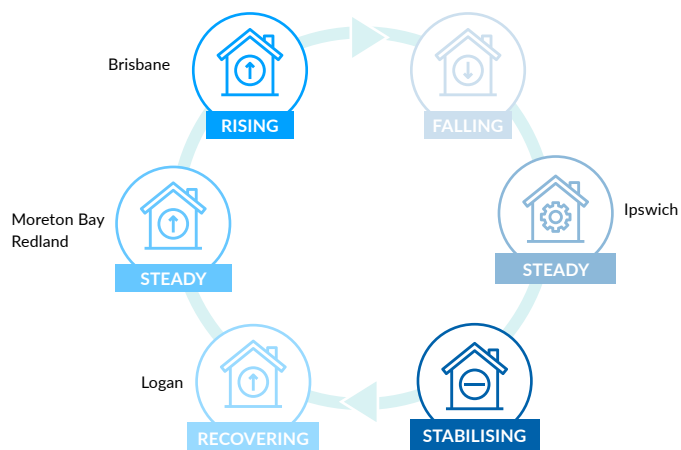 Brisbane
RISING
FALLING
Moreton Bay
Redland
STEADY
Ipswich
STEADY
Logan
RECOVERING
STABILISING